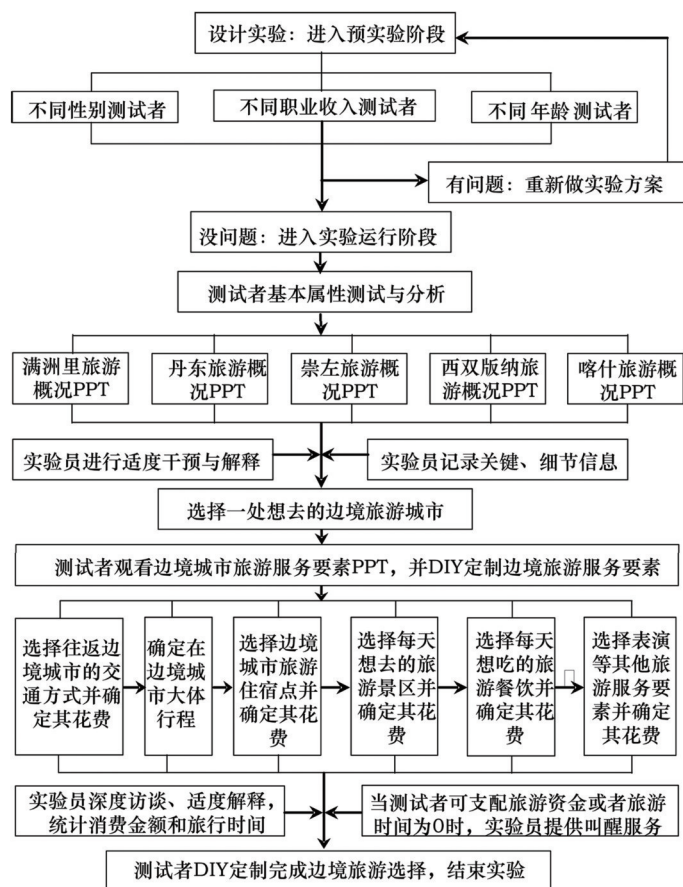 设计实验：进入预实验阶段
不同性别测试者
不同职业收入测试者
不同年龄测试者
有问题：重新做实验方案
没问题：进入实验运行阶段
测试者基本属性测试与分析
满洲里旅游
概况PPT
丹东旅游概
况PPT
崇左旅游概
况PPT
西双版纳旅
游概况PPT
喀什旅游概
况PPT
实验员进行适度干预与解释
实验员记录关键、细节信息
选择一处想去的边境旅游城市
测试者观看边境城市旅游服务要素PPT，并DIY定制边境旅游服务要素
选择往返边
境城市的交
通方式并确
定其花费
确定在
边境城
市大体
行程
选择边境
城市旅游
住宿点并
确定其花
费
选择每天
想去的旅
游景区并
确定其花
费
选择每天
想吃的旅
游餐饮并
确定其花
费
选择表演
等其他旅
游服务要
素并确定
其花费
实验员深度访谈、适度解释，
统计消费金额和旅行时间
当测试者可支配旅游资金或者旅游
时间为0时，实验员提供叫醒服务
测试者DIY定制完成边境旅游选择，结束实验